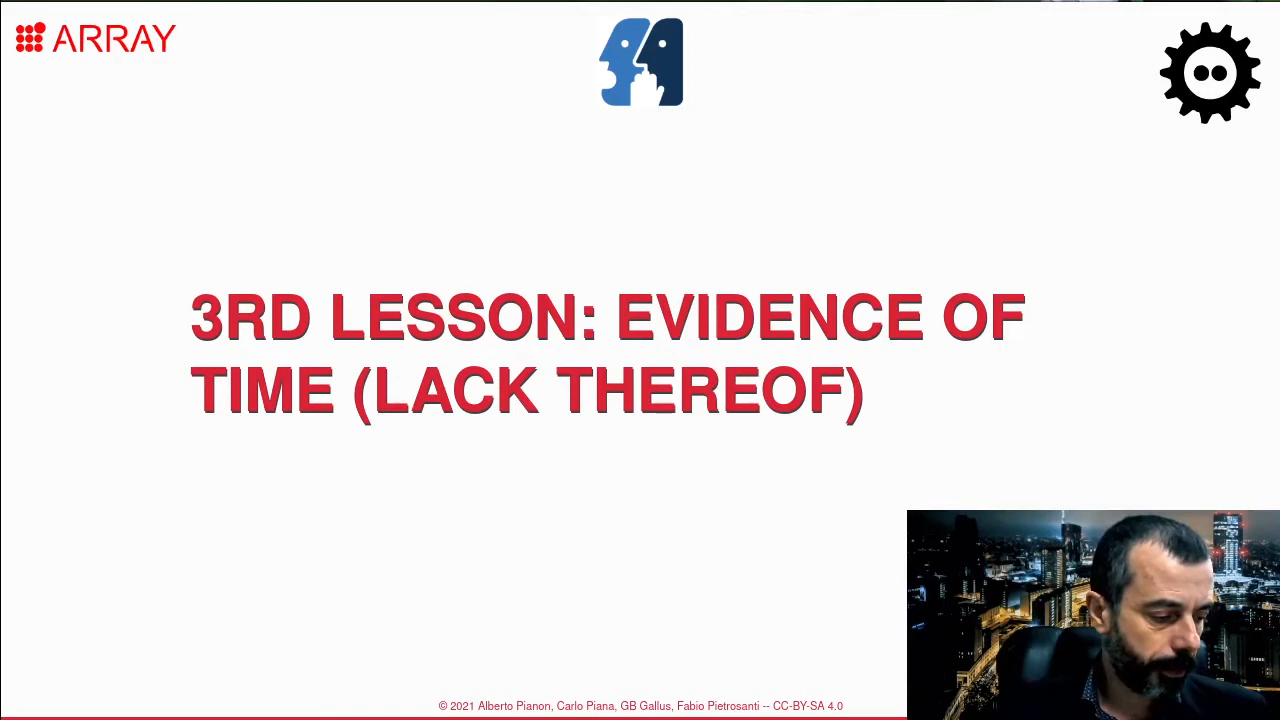 ARRAY
3RD LESSON: EVIDENCE OF
TIME (LACK THEREOF)
© 2021 Alberto Pianon, Carlo Piana, GB Gallus, Fabio Pietrosanti -- CC-BY-SA 4.0